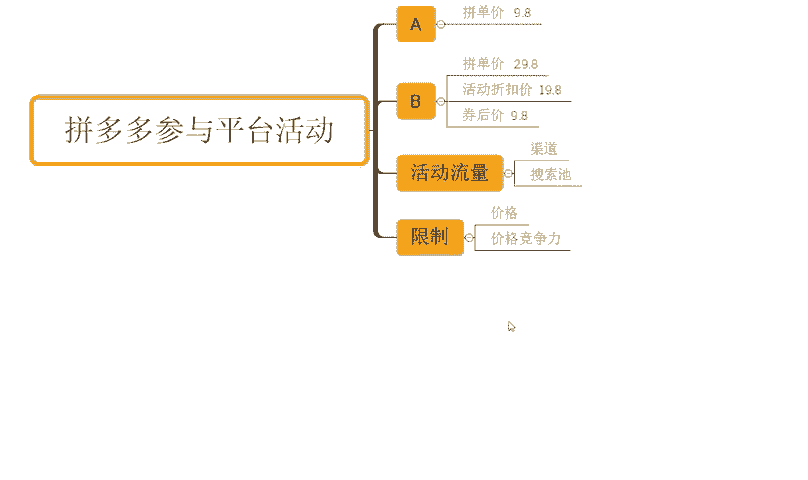 拼多多参与平台活动
A
拼单价 9.8
B
拼单价 29.8
活动折扣价 19.8
券后价 9.8
活动流量
渠道
搜索池
限制
价格
价格竞争力